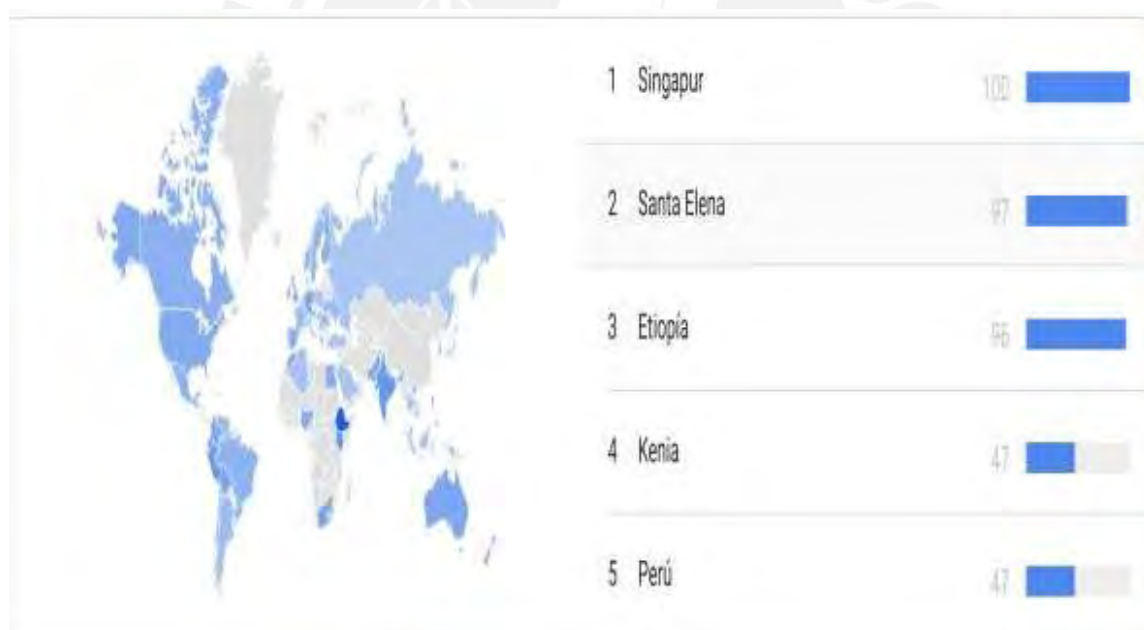 1 Singapur 100
2 Santa Elena 97
3 Etiopía 96
4 Kenia 47
5 Perú 47